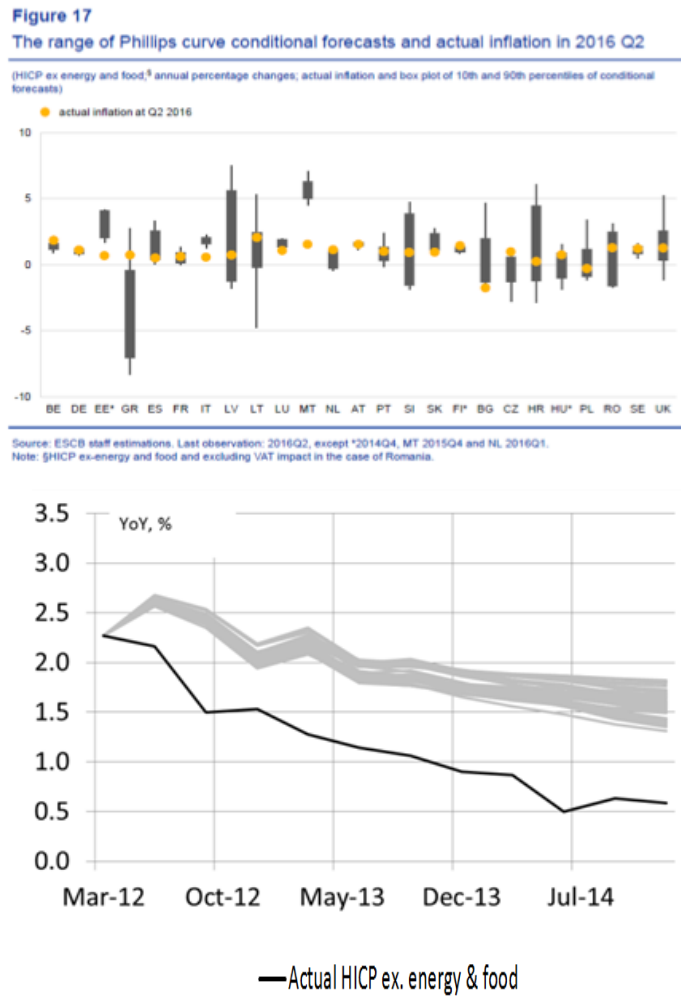 Figure 17
The range of Phillips curve conditional forecasts and actual inflation in 2016 Q2
(HICP ex energy and food,§ annual percentage changes; actual inflation and box plot of 10th and 90th percentiles of conditional
forecasts)
actual inflation at Q2 2016
10
5
0
-5
-10
BE DE EE* GR ES FR IT LV LT LU MT NL AT PT SI SK FI* BG CZ HR HU* PL RO SE UK
Source: ESCB staff estimations. Last observation: 2016Q2, except *2014Q4, MT 2015Q4 and NL 2016Q1.
Note: §HICP ex-energy and food and excluding VAT impact in the case of Romania.
YoY, %
3.5
3.0
2.5
2.0
1.5
1.0
0.5
0.0
Mar-12 Oct-12 May-13 Dec-13 Jul-14
Actual HICP ex. energy & food